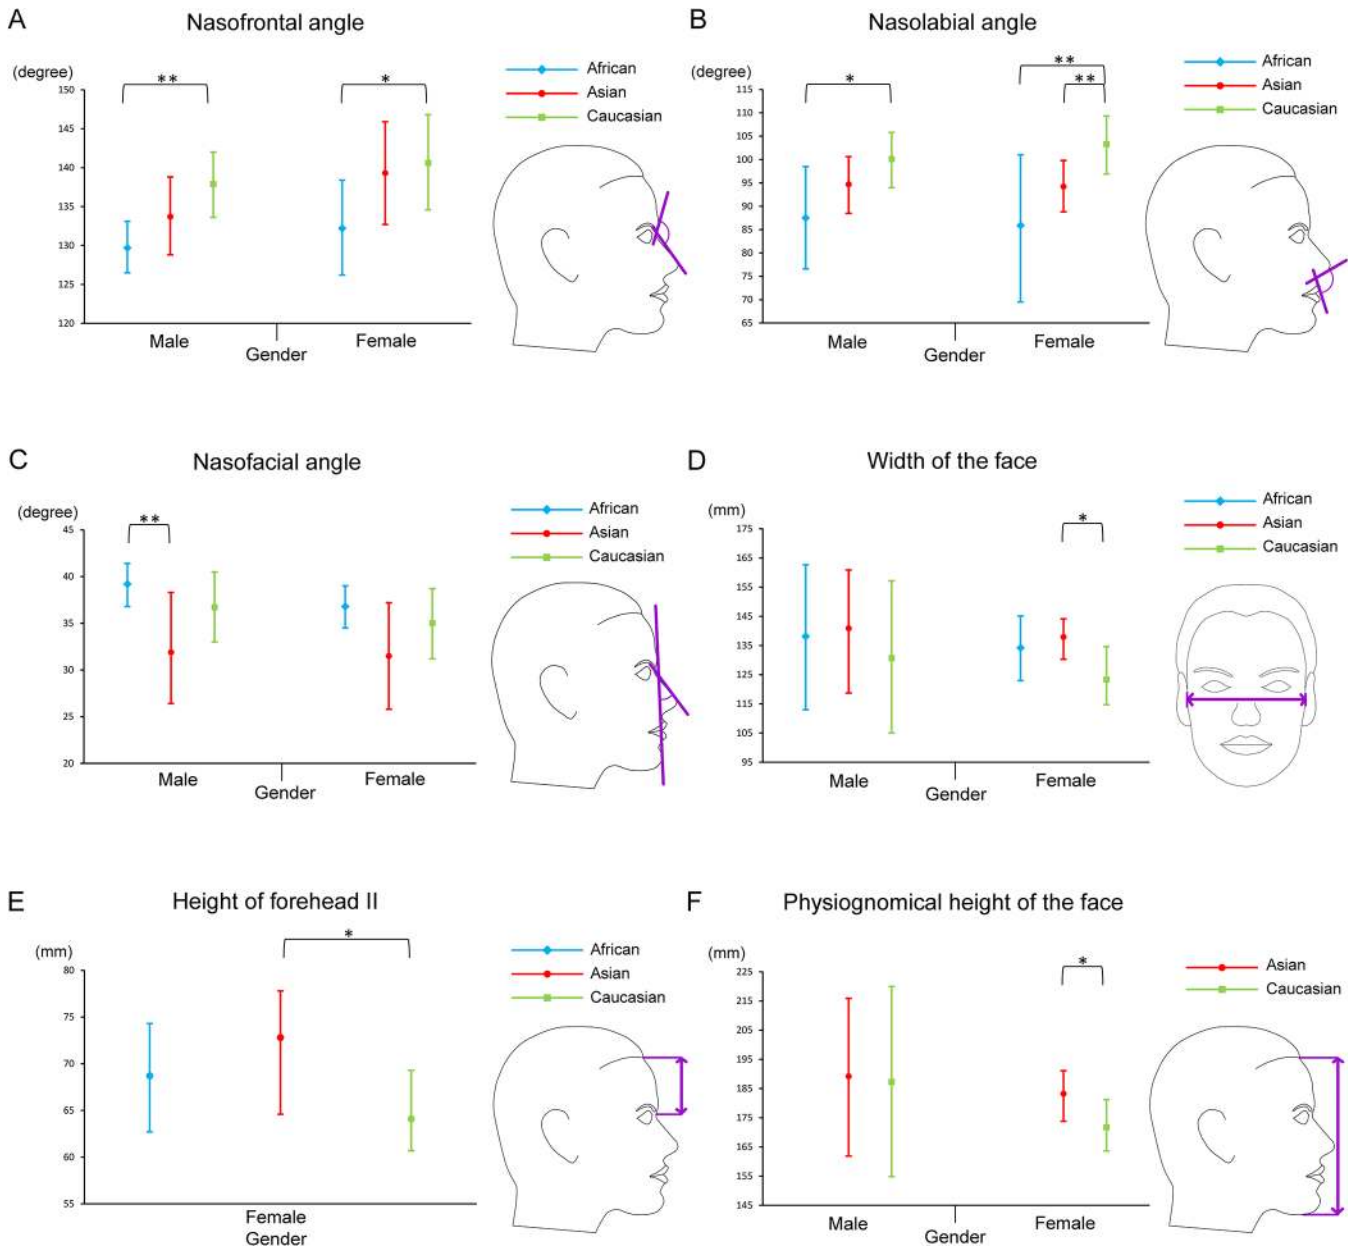 A
Nasofrontal angle
(degree)
**
*
African
Asian
Caucasian
150
145
140
135
130
125
120
Male
Female
Gender
B
Nasolabial angle
(degree)
*
**
**
African
Asian
Caucasian
115
110
105
100
95
90
85
80
75
70
65
Male
Female
Gender
C
Nasofacial angle
(degree)
**
African
Asian
Caucasian
45
40
35
30
25
20
Male
Female
Gender
D
Width of the face
(mm)
*
African
Asian
Caucasian
175
165
155
145
135
125
115
105
95
Male
Female
Gender
E
Height of forehead II
(mm)
*
African
Asian
Caucasian
80
75
70
65
60
55
Female
Gender
F
Physiognomical height of the face
(mm)
*
Asian
Caucasian
225
215
205
195
185
175
165
155
145
Male
Female
Gender